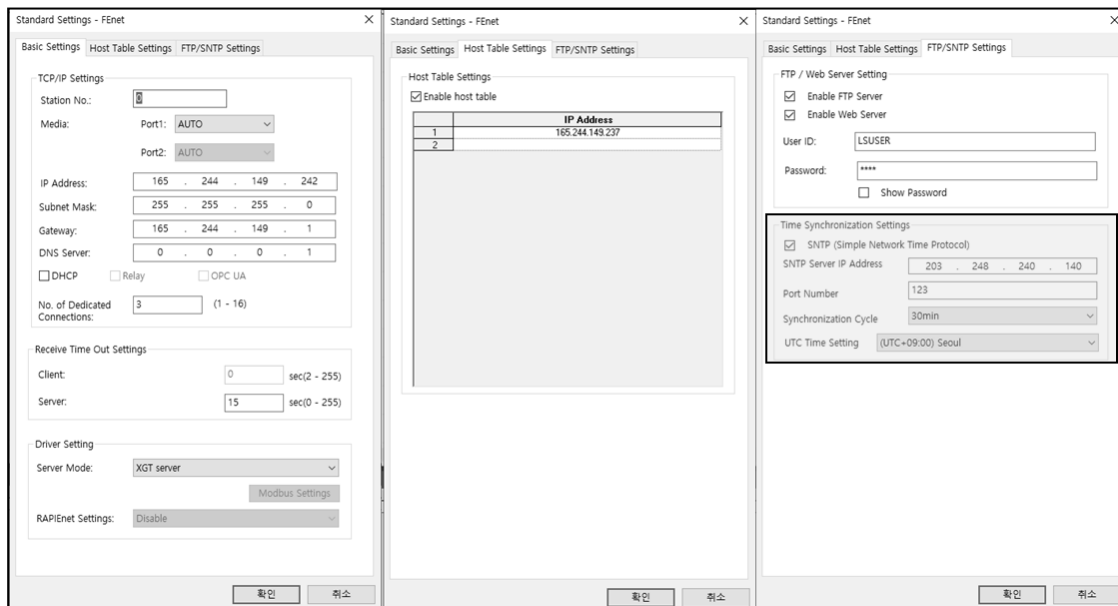 Standard Settings - FEnet
Basic Settings Host Table Settings FTP/SNTP Settings
TCP/IP Settings
Station No.: 0
Media: Port1: AUTO
Port2: AUTO
IP Address: 165 . 244 . 149 . 242
Subnet Mask: 255 . 255 . 255 . 0
Gateway: 165 . 244 . 149 . 1
DNS Server: 0 . 0 . 0 . 1
DHCP Relay OPC UA
No. of Dedicated
Connections: 3 (1 - 16)
Receive Time Out Settings
Client: 0 sec(2 - 255)
Server: 15 sec(0 - 255)
Driver Setting
Server Mode: XGT server
Modbus Settings
RAPIEnet Settings: Disable
확인 취소
Standard Settings - FEnet
Basic Settings Host Table Settings FTP/SNTP Settings
Host Table Settings
Enable host table
IP Address
1 165.244.149.237
2
확인 취소
Standard Settings - FEnet
Basic Settings Host Table Settings FTP/SNTP Settings
FTP / Web Server Setting
Enable FTP Server
Enable Web Server
User ID: LSUSER
Password: ****
Show Password
Time Synchronization Settings
SNTP (Simple Network Time Protocol)
SNTP Server IP Address 203 . 248 . 240 . 140
Port Number 123
Synchronization Cycle 30min
UTC Time Setting (UTC+09:00) Seoul
확인 취소